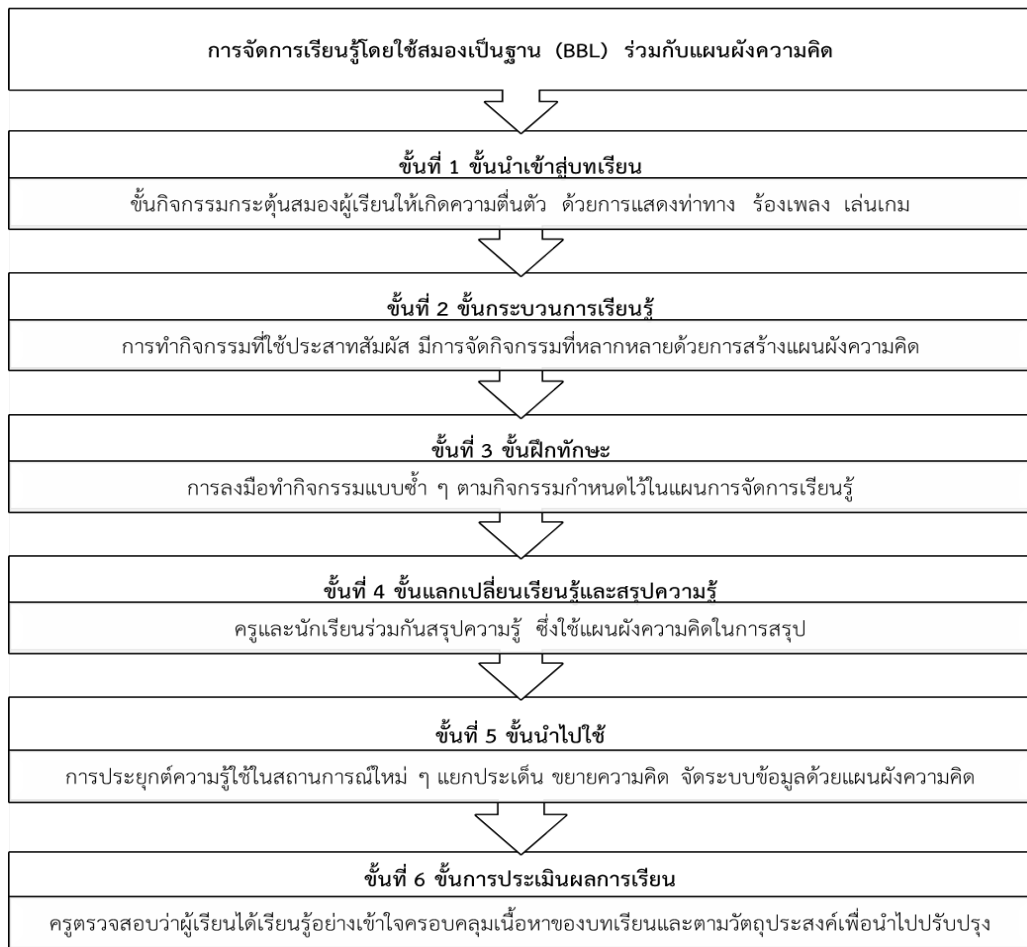 การจัดการเรียนรู้โดยใช้สมองเป็นฐาน (BBL) ร่วมกับแผนผังความคิด
ขั้นที่ 1 ขั้นนำเข้าสู่บทเรียน
ขั้นกิจกรรมกระตุ้นสมองผู้เรียนให้เกิดความตื่นตัว ด้วยการแสดงท่าทาง ร้องเพลง เล่นเกม
ขั้นที่ 2 ขั้นกระบวนการเรียนรู้
การทำกิจกรรมที่ใช้ประสาทสัมผัส มีการจัดกิจกรรมที่หลากหลายด้วยการสร้างแผนผังความคิด
ขั้นที่ 3 ขั้นฝึกทักษะ
การลงมือทำกิจกรรมแบบซ้ำ ๆ ตามกิจกรรมกำหนดไว้ในแผนการจัดการเรียนรู้
ขั้นที่ 4 ขั้นแลกเปลี่ยนเรียนรู้และสรุปความรู้
ครูและนักเรียนร่วมกันสรุปความรู้ ซึ่งใช้แผนผังความคิดในการสรุป
ขั้นที่ 5 ขั้นนำไปใช้
การประยุกต์ความรู้ใช้ในสถานการณ์ใหม่ ๆ แยกประเด็น ขยายความคิด จัดระบบข้อมูลด้วยแผนผังความคิด
ขั้นที่ 6 ขั้นการประเมินผลการเรียน
ครูตรวจสอบว่าผู้เรียนได้เรียนรู้อย่างเข้าใจครอบคลุมเนื้อหาของบทเรียนและตามวัตถุประสงค์เพื่อนำไปปรับปรุง